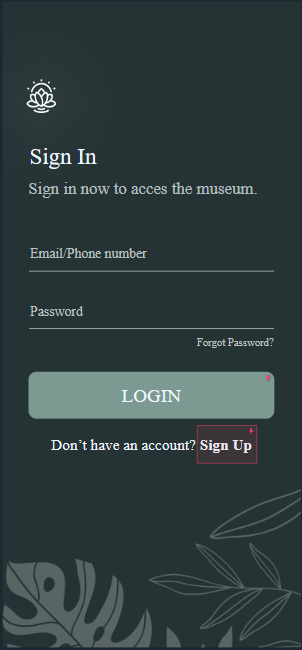 Sign In
Sign in now to acces the museum.
Email/Phone number
Password
Forgot Password?
LOGIN
Don’t have an account? Sign Up